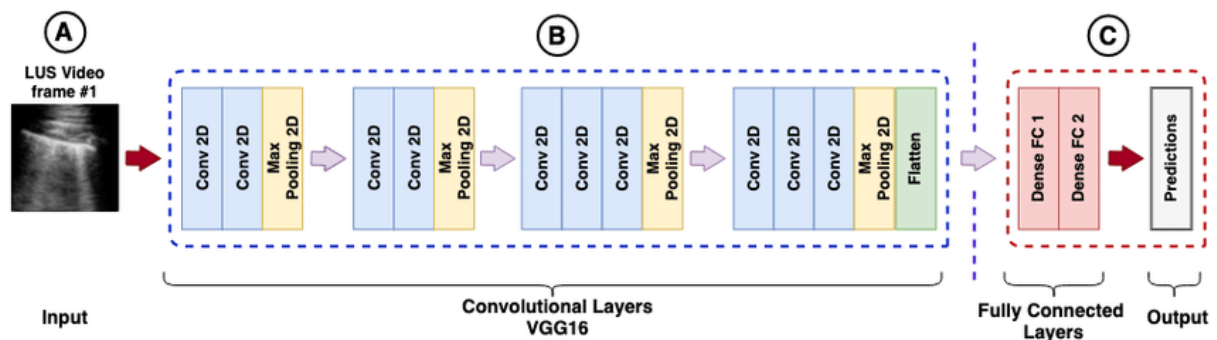 A
B
C
LUS Video
frame #1
Conv 2D
Conv 2D
Max
Pooling 2D
Conv 2D
Conv 2D
Max
Pooling 2D
Conv 2D
Conv 2D
Conv 2D
Max
Pooling 2D
Conv 2D
Conv 2D
Conv 2D
Max
Pooling 2D
Flatten
Dense FC 1
Dense FC 2
Predictions
Input
Convolutional Layers
VGG16
Fully Connected
Layers
Output